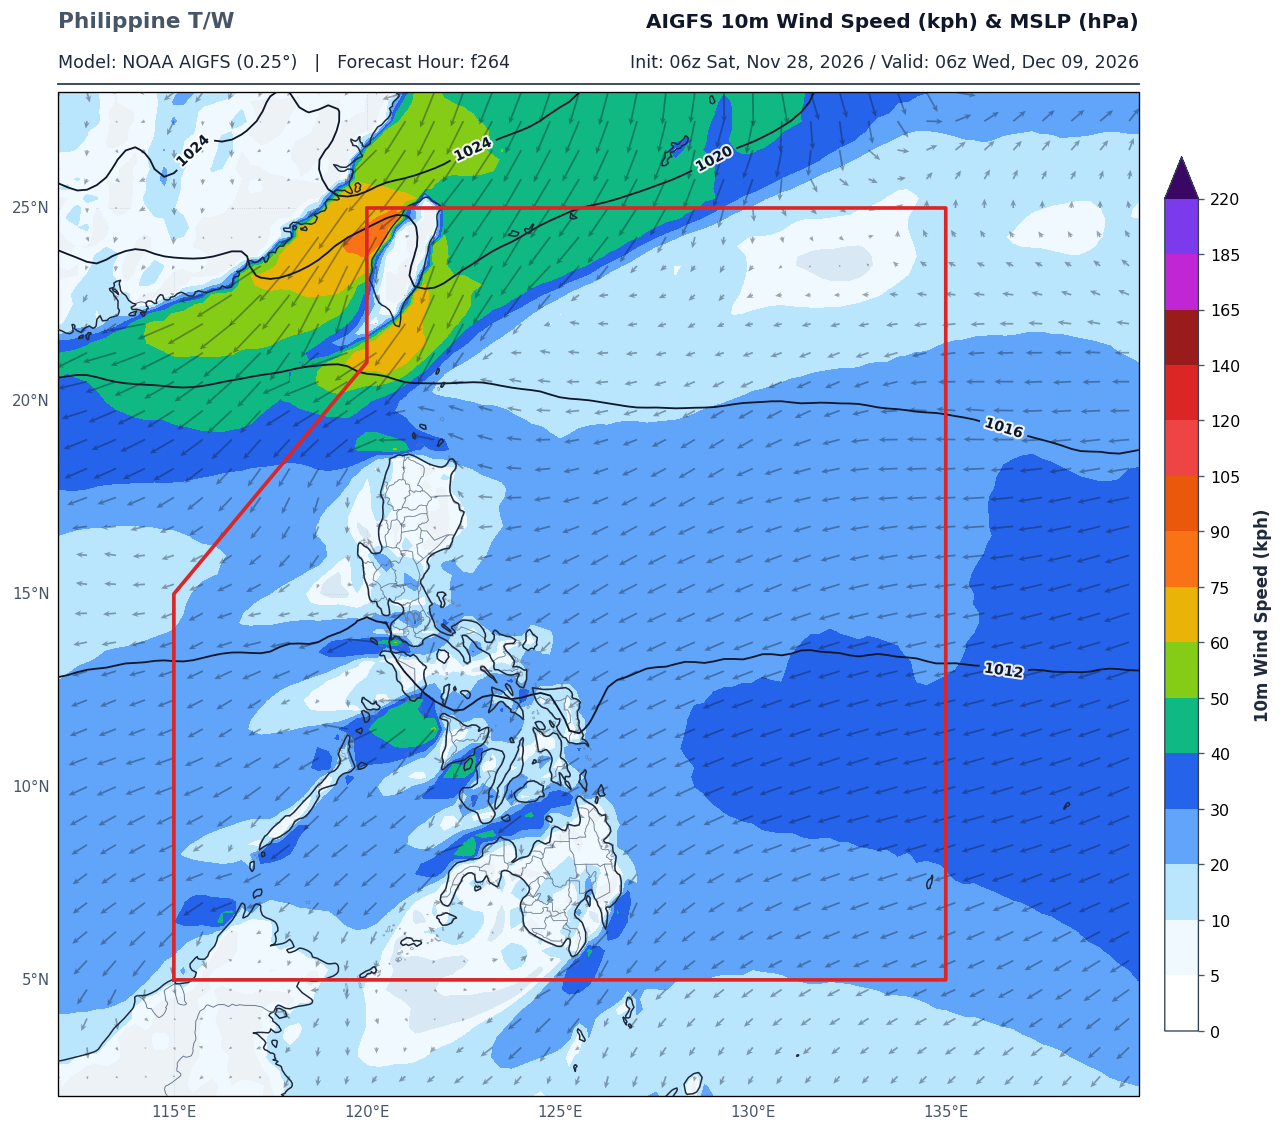 Philippine T/W
AIGFS 10m Wind Speed (kph) & MSLP (hPa)
Model: NOAA AIGFS (0.25°)   |   Forecast Hour: f264
Init: 06z Sat, Nov 28, 2026 / Valid: 06z Wed, Dec 09, 2026
1024
1024
1020
1016
1012
25°N
20°N
15°N
10°N
5°N
115°E
120°E
125°E
130°E
135°E
220
185
165
140
120
105
90
75
60
50
40
30
20
10
5
0
10m Wind Speed (kph)